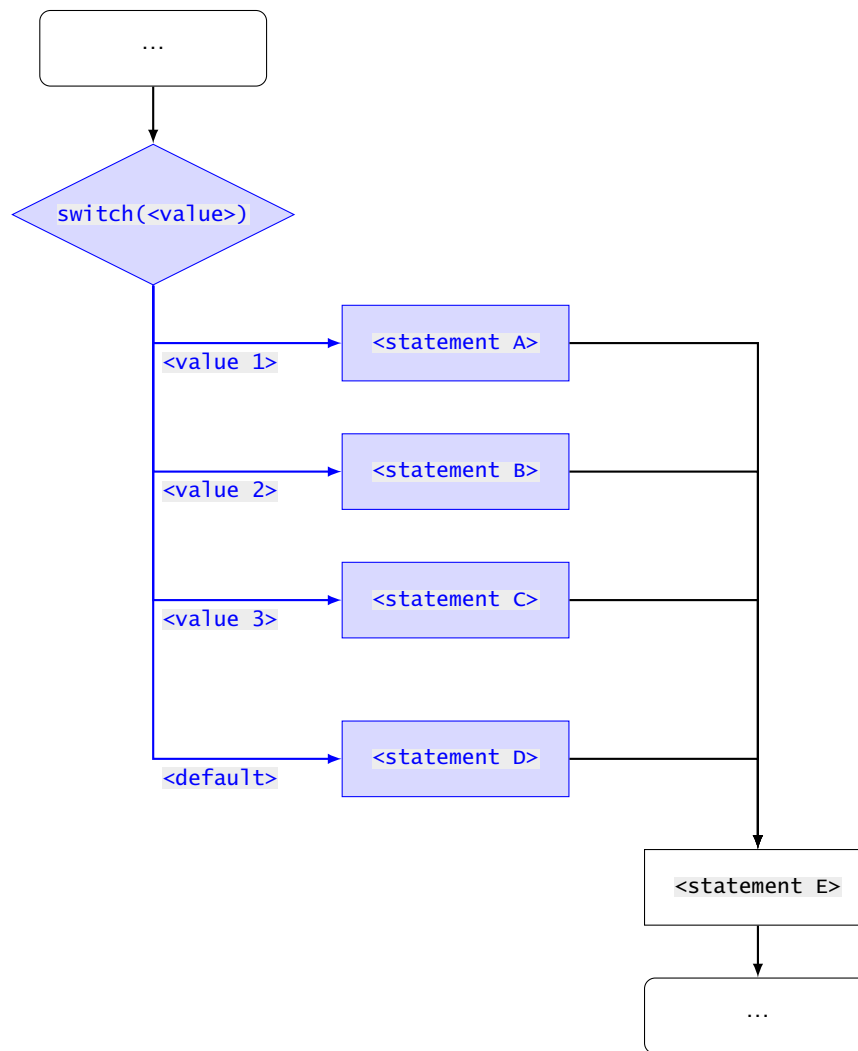 ...
switch(<value>)
<statement A>
<value 1>
<statement B>
<value 2>
<statement C>
<value 3>
<statement D>
<default>
<statement E>
...